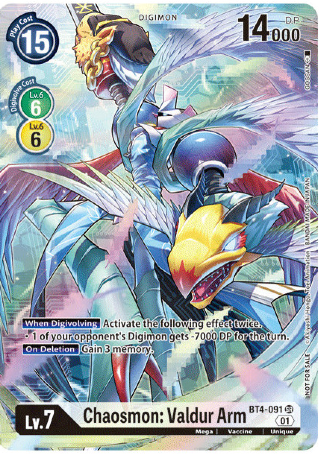 Play Cost
DIGIMON
DP
15
14000
Digivolve Cost
Lv.6
6
Lv.6
6
When Digivolving Activate the following effect twice.
- 1 of your opponent's Digimon gets -7000 DP for the turn.
On Deletion Gain 3 memory.
NOT FOR SALE
Lv.7
Chaosmon: Valdur Arm
BT4-091 SR
01
Mega | Vaccine | Unique